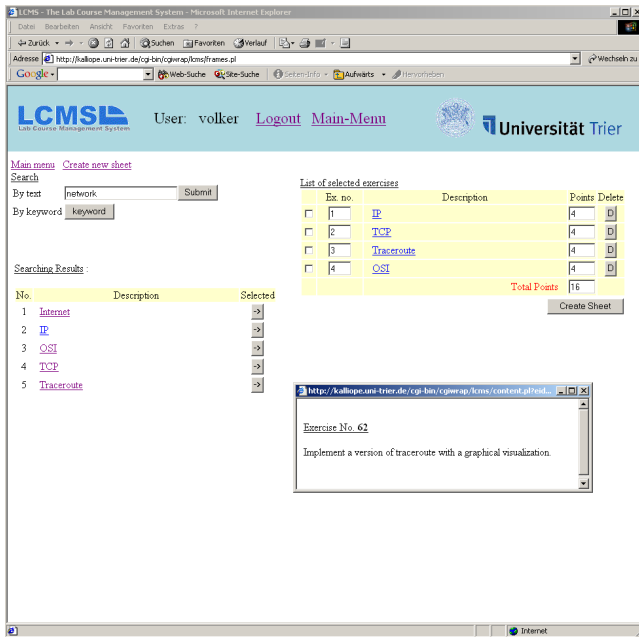 LCMS - The Lab Course Management System - Microsoft Internet Explorer
Datei Bearbeiten Ansicht Favoriten Extras ?
Zurück Suchen Favoriten Verlauf
Adresse http://kalliope.uni-trier.de/cgi-bin/cgiwrap/lcms/frames.pl Wechseln zu
Google Web-Suche Site-Suche Seiten-Info Aufwärts Hervorheben
LCMS
Lab Course Management System
User: volker Logout Main-Menu
Universität Trier
Main menu Create new sheet
Search
By text network Submit
By keyword keyword
Searching Results :
No. Description Selected
1 Internet ->
2 IP ->
3 OSI ->
4 TCP ->
5 Traceroute ->
List of selected exercises
Ex. no. Description Points Delete
1 IP 4 D
2 TCP 4 D
3 Traceroute 4 D
4 OSI 4 D
Total Points 16
Create Sheet
http://kalliope.uni-trier.de/cgi-bin/cgiwrap/lcms/content.pl?eid...
Exercise No. 62
Implement a version of traceroute with a graphical visualization.
Internet